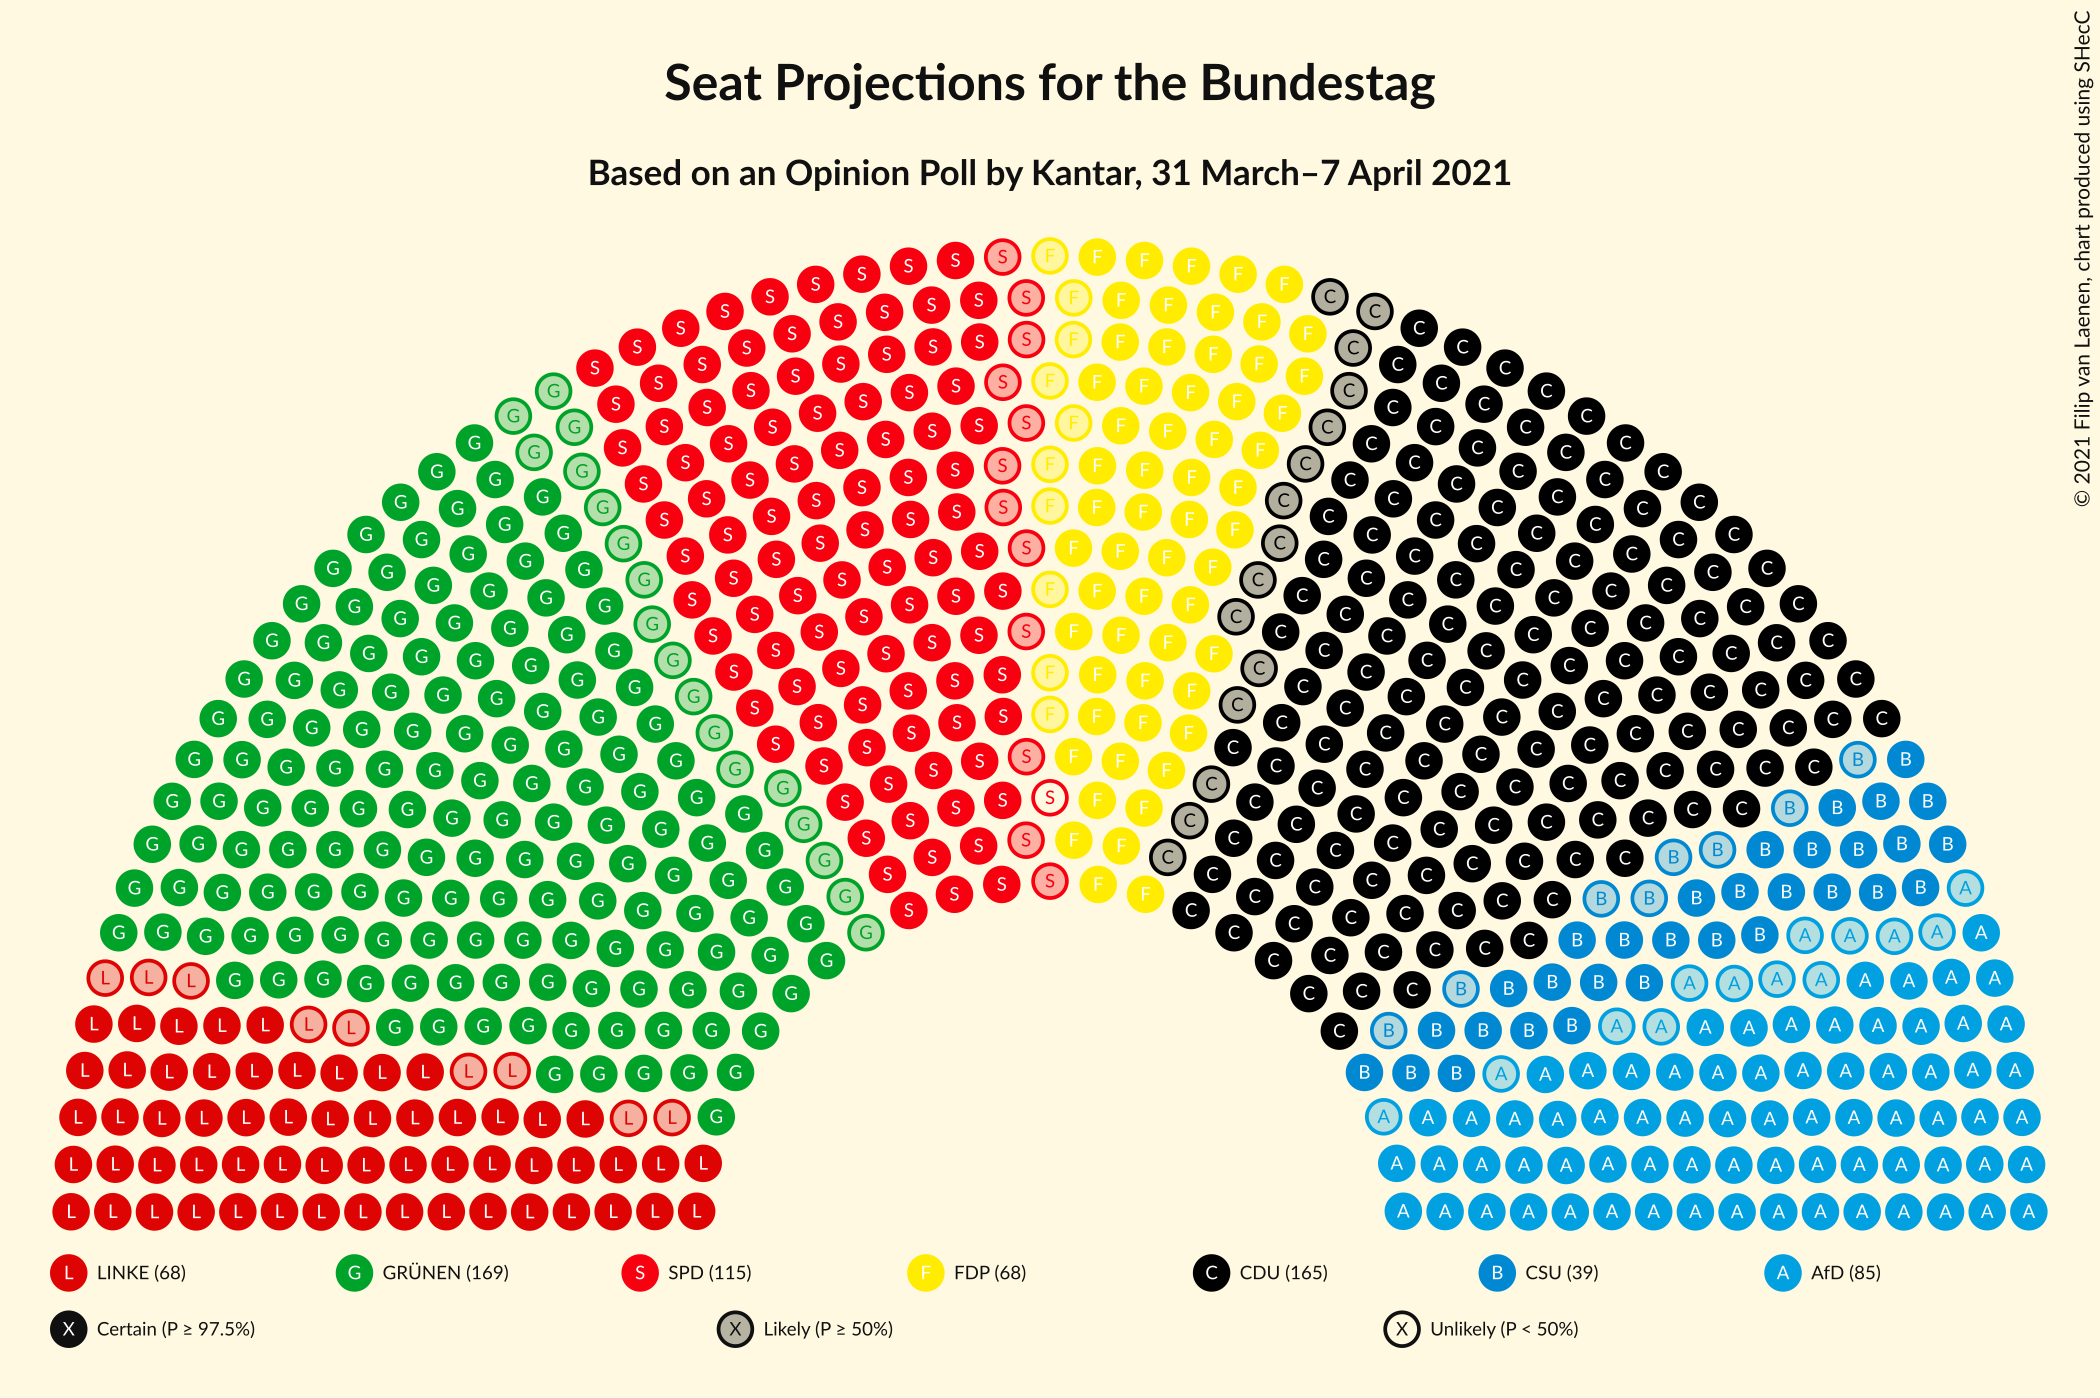 Seat Projections for the Bundestag
Based on an Opinion Poll by Kantar, 31 March–7 April 2021
© 2021 Filip van Laenen, chart produced using SHecC
L LINKE (68) G GRÜNEN (169) S SPD (115) F FDP (68) C CDU (165) B CSU (39) A AfD (85)
X Certain (P ≥ 97.5%) X Likely (P ≥ 50%) X Unlikely (P < 50%)